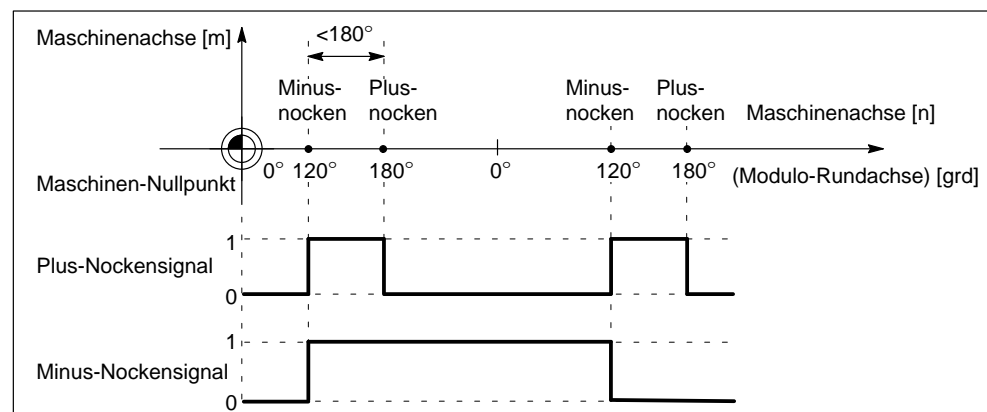 Maschinenachse [m]
<180°
Minus-
nocken
Plus-
nocken
Minus-
nocken
Plus-
nocken
Maschinenachse [n]
0° 120° 180° 0° 120° 180°
(Modulo-Rundachse) [grd]
Maschinen-Nullpunkt
1
Plus-Nockensignal
0
1
Minus-Nockensignal
0